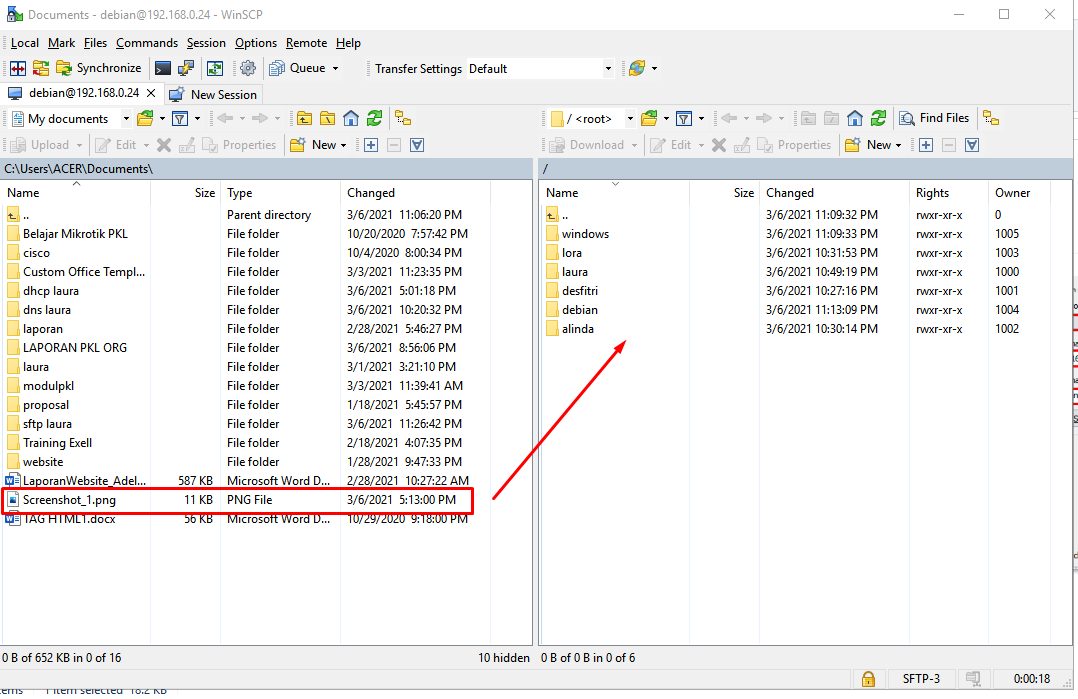 Documents - debian@192.168.0.24 - WinSCP
Local Mark Files Commands Session Options Remote Help
Synchronize Queue Transfer Settings Default
debian@192.168.0.24 New Session
My documents / <root> Find Files
Upload Edit Properties New Download Edit Properties New
C:\Users\ACER\Documents\ /
Name Size Type Changed Name Size Changed Rights Owner
.. Parent directory 3/6/2021 11:06:20 PM .. 3/6/2021 11:09:32 PM rwxr-xr-x 0
Belajar Mikrotik PKL File folder 10/20/2020 7:57:42 PM windows 3/6/2021 11:09:33 PM rwxr-xr-x 1005
cisco File folder 10/4/2020 8:00:34 PM lora 3/6/2021 10:31:53 PM rwxr-xr-x 1003
Custom Office Templ... File folder 3/3/2021 11:23:35 PM laura 3/6/2021 10:49:19 PM rwxr-xr-x 1000
dhcp laura File folder 3/6/2021 5:01:18 PM desfitri 3/6/2021 10:27:16 PM rwxr-xr-x 1001
dns laura File folder 3/6/2021 10:20:32 PM debian 3/6/2021 11:13:09 PM rwxr-xr-x 1004
laporan File folder 2/28/2021 5:46:27 PM alinda 3/6/2021 10:30:14 PM rwxr-xr-x 1002
LAPORAN PKL ORG File folder 3/6/2021 8:56:06 PM
laura File folder 3/1/2021 3:21:10 PM
modulpkl File folder 3/3/2021 11:39:41 AM
proposal File folder 1/18/2021 5:45:57 PM
sftp laura File folder 3/6/2021 11:26:42 PM
Training Exell File folder 2/18/2021 4:07:35 PM
website File folder 1/28/2021 9:47:33 PM
LaporanWebsite_Adel... 587 KB Microsoft Word D... 2/28/2021 10:27:22 AM
Screenshot_1.png 11 KB PNG File 3/6/2021 5:13:00 PM
TAG HTML1.docx 56 KB Microsoft Word D... 10/29/2020 9:18:00 PM
0 B of 652 KB in 0 of 16 10 hidden 0 B of 0 B in 0 of 6
SFTP-3 0:00:18
1 item selected 18.2 KB